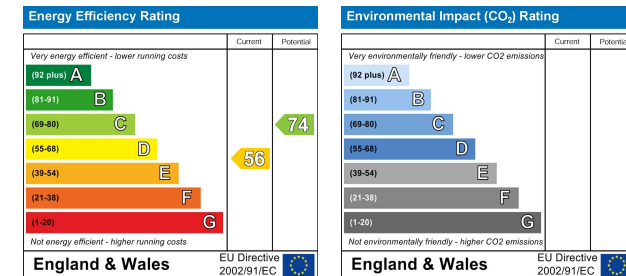 Energy Efficiency Rating
Current Potential
Very energy efficient - lower running costs
(92 plus) A
(81-91) B
(69-80) C
74
(55-68) D
56
(39-54) E
(21-38) F
(1-20) G
Not energy efficient - higher running costs
England & Wales
EU Directive
2002/91/EC
Environmental Impact (CO2) Rating
Current Potential
Very environmentally friendly - lower CO2 emissions
(92 plus) A
(81-91) B
(69-80) C
(55-68) D
(39-54) E
(21-38) F
(1-20) G
Not environmentally friendly - higher CO2 emissions
England & Wales
EU Directive
2002/91/EC